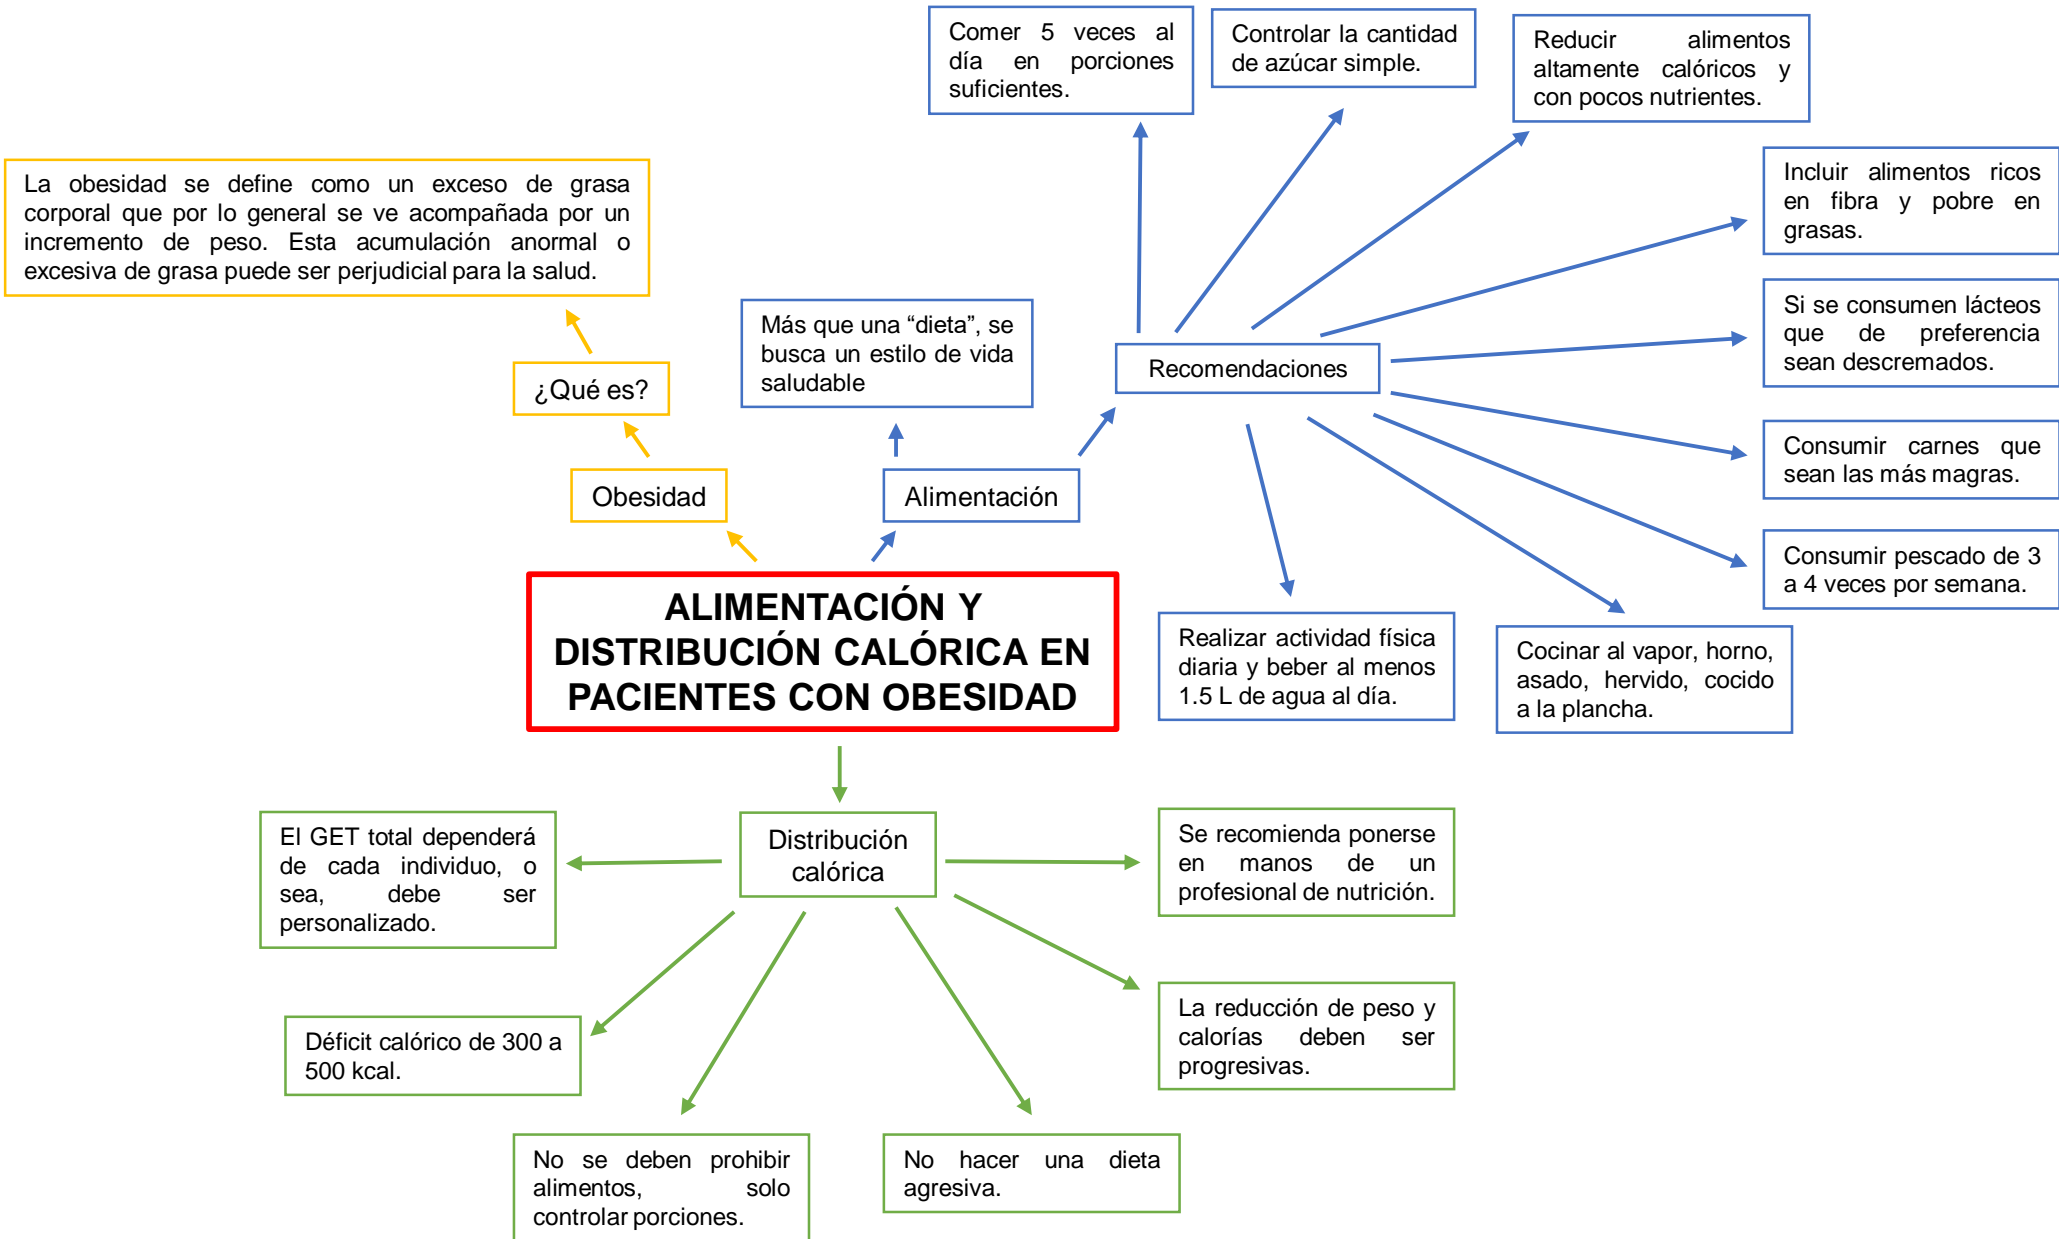 Comer 5 veces al
día en porciones
suficientes.
Controlar la cantidad
de azúcar simple.
Reducir alimentos
altamente calóricos y
con pocos nutrientes.
La obesidad se define como un exceso de grasa
corporal que por lo general se ve acompañada por un
incremento de peso. Esta acumulación anormal o
excesiva de grasa puede ser perjudicial para la salud.
Incluir alimentos ricos
en fibra y pobre en
grasas.
Más que una “dieta”, se
busca un estilo de vida
saludable
Si se consumen lácteos
que de preferencia
sean descremados.
¿Qué es?
Recomendaciones
Consumir carnes que
sean las más magras.
Obesidad
Alimentación
Consumir pescado de 3
a 4 veces por semana.
ALIMENTACIÓN Y
DISTRIBUCIÓN CALÓRICA EN
PACIENTES CON OBESIDAD
Realizar actividad física
diaria y beber al menos
1.5 L de agua al día.
Cocinar al vapor, horno,
asado, hervido, cocido
a la plancha.
El GET total dependerá
de cada individuo, o
sea, debe ser
personalizado.
Distribución
calórica
Se recomienda ponerse
en manos de un
profesional de nutrición.
Déficit calórico de 300 a
500 kcal.
La reducción de peso y
calorías deben ser
progresivas.
No se deben prohibir
alimentos, solo
controlar porciones.
No hacer una dieta
agresiva.